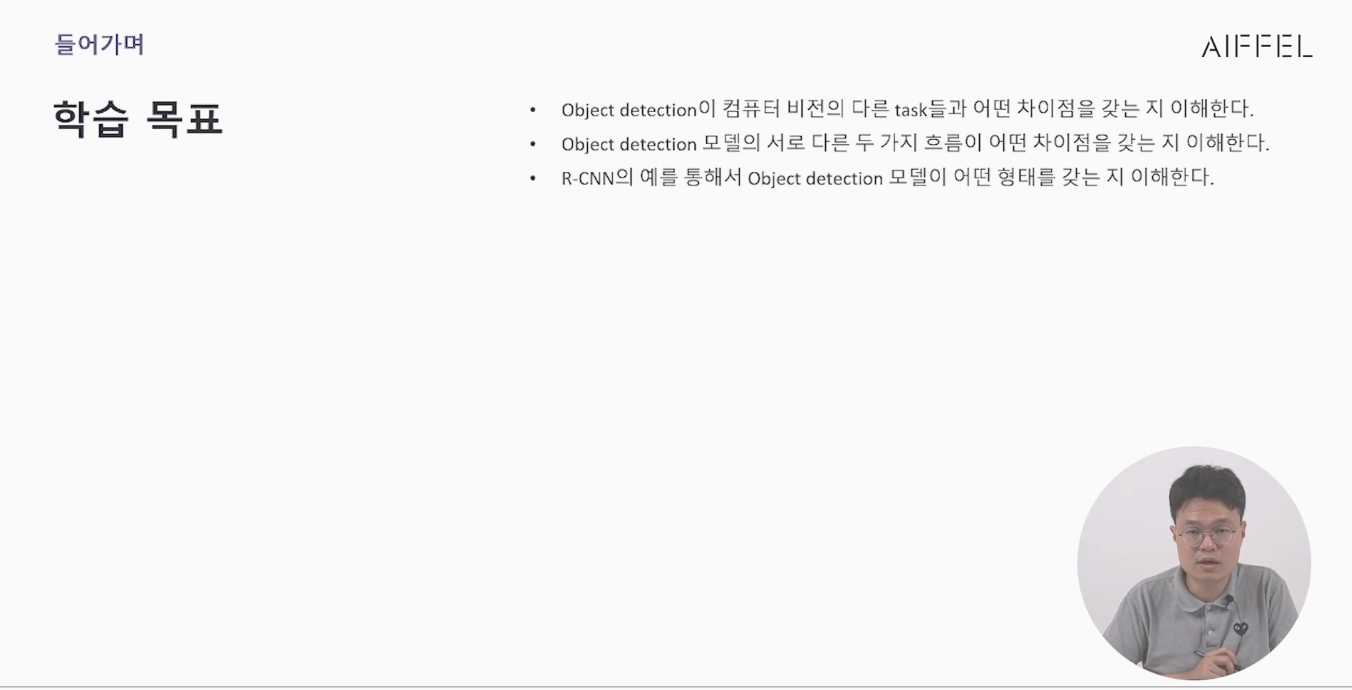 들어가며
AIFFEL
학습 목표
• Object detection이 컴퓨터 비전의 다른 task들과 어떤 차이점을 갖는 지 이해한다.
• Object detection 모델의 서로 다른 두 가지 흐름이 어떤 차이점을 갖는 지 이해한다.
• R-CNN의 예를 통해서 Object detection 모델이 어떤 형태를 갖는 지 이해한다.